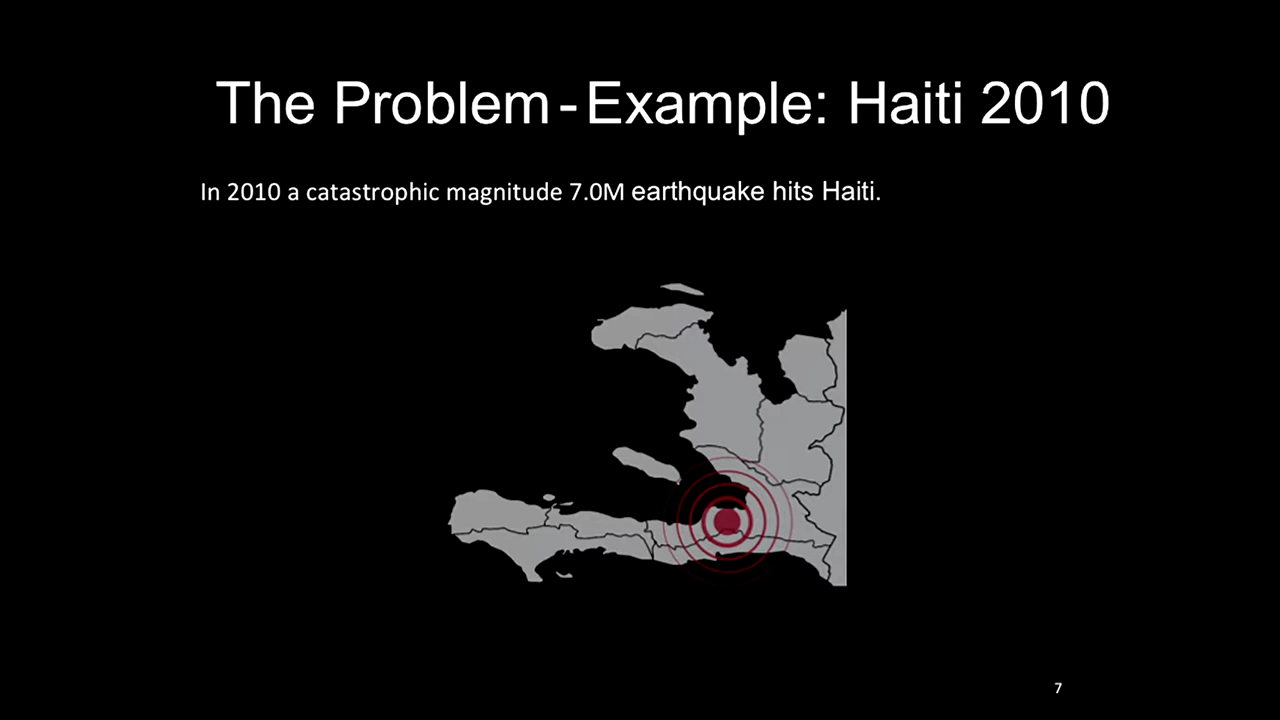 The Problem - Example: Haiti 2010
In 2010 a catastrophic magnitude 7.0M earthquake hits Haiti.
7